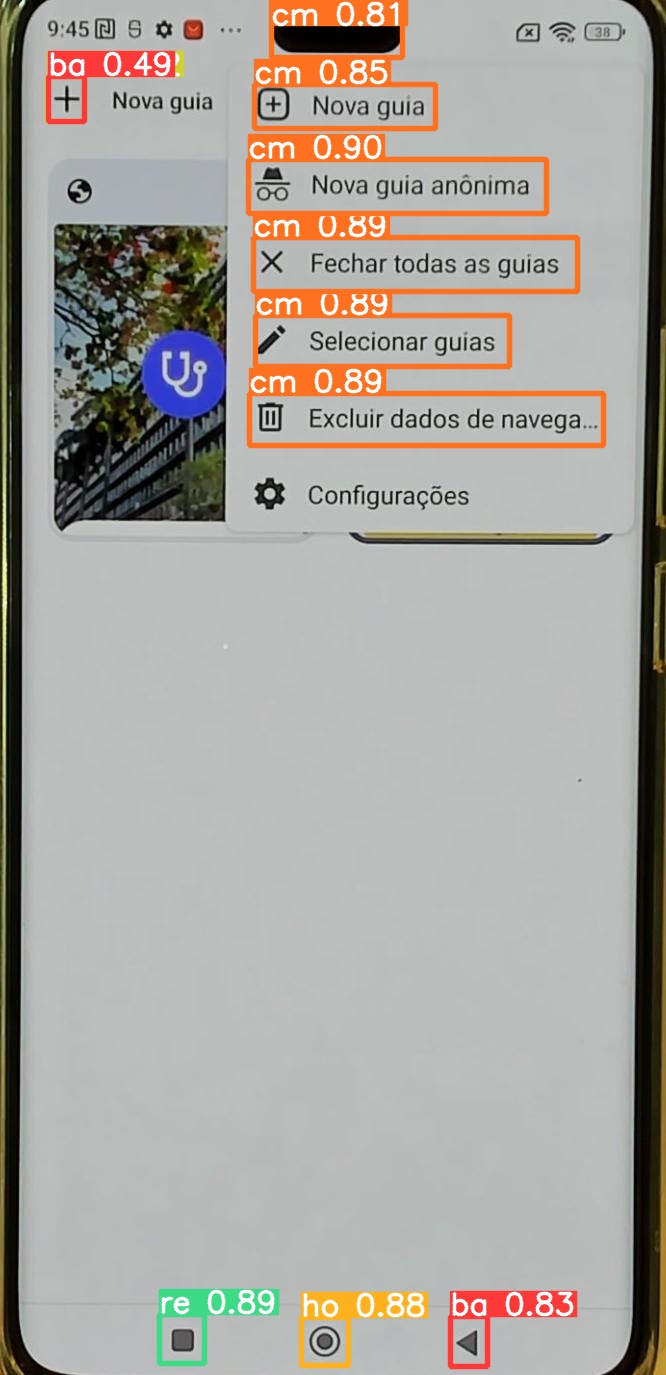 cm 0.81
9:45
38
ba 0.49
cm 0.85
Nova guia
Nova guia
cm 0.90
Nova guia anônima
cm 0.89
Fechar todas as guias
cm 0.89
Selecionar guias
cm 0.89
Excluir dados de navega...
Configurações
re 0.89
ho 0.88
ba 0.83